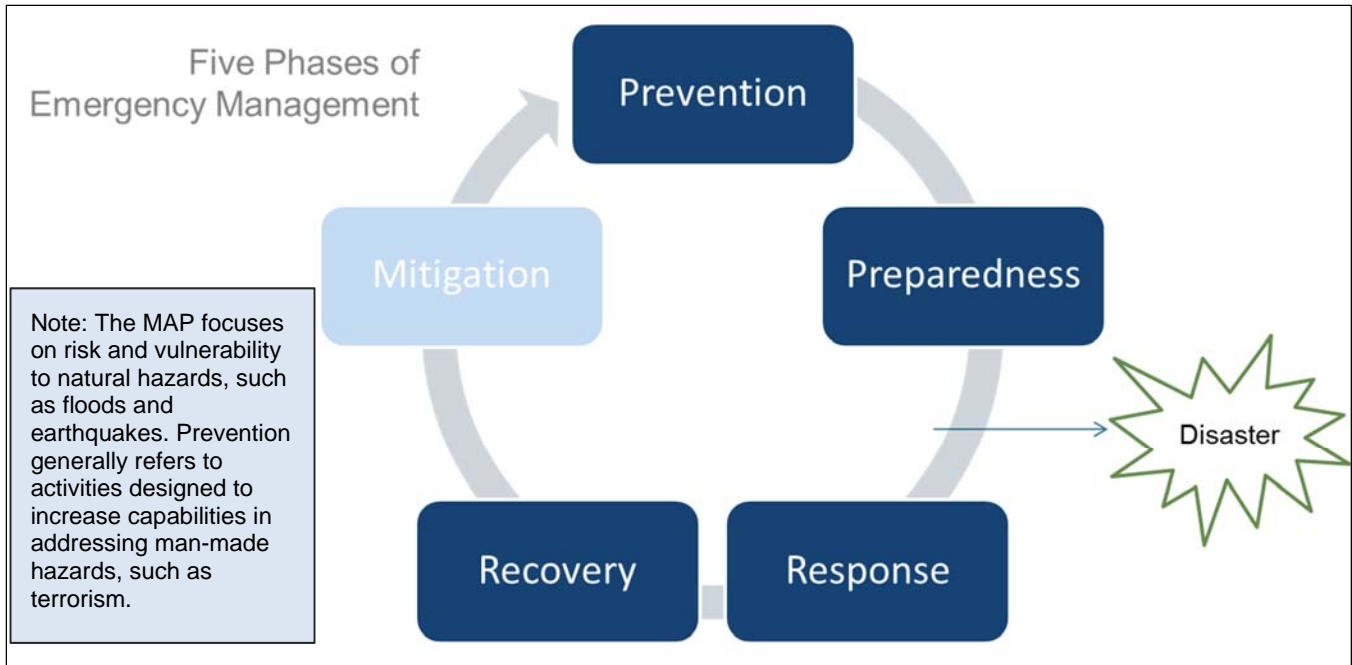 Five Phases of
Emergency Management
Prevention
Preparedness
Mitigation
Note: The MAP focuses
on risk and vulnerability
to natural hazards, such
as floods and
earthquakes. Prevention
generally refers to
activities designed to
increase capabilities in
addressing man-made
hazards, such as
terrorism.
Disaster
Recovery
Response